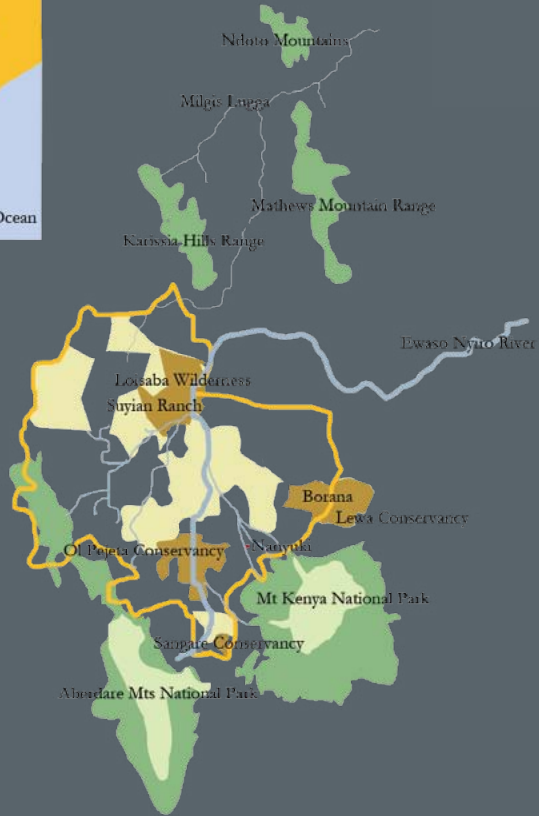 Ndoto Mountains
Milgis Lugga
Ocean
Mathews Mountain Range
Karissia Hills Range
Ewaso Nyiro River
Loisaba Wilderness
Suyian Ranch
Borana
Lewa Conservancy
Ol Pejeta Conservancy
Nanyuki
Mt Kenya National Park
Sangare Conservancy
Aberdare Mts National Park